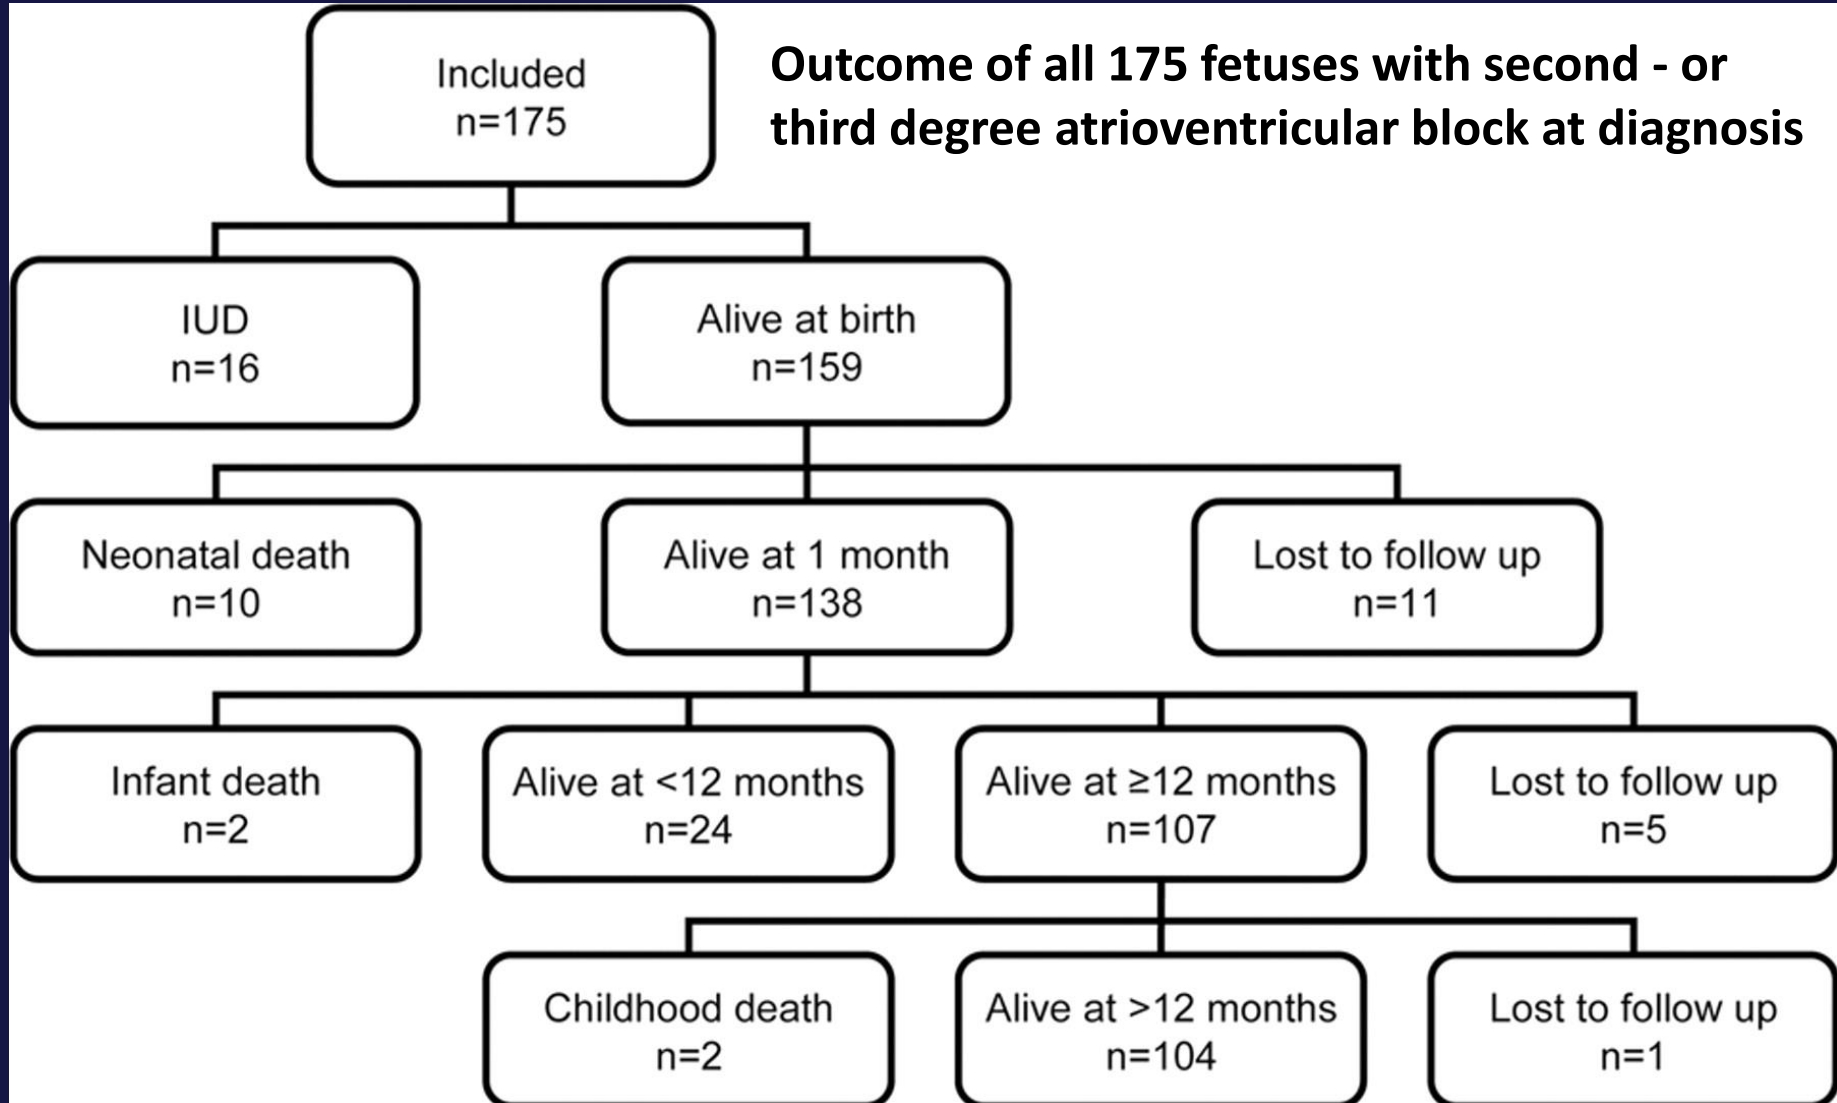 Included
n=175
Outcome of all 175 fetuses with second - or
third degree atrioventricular block at diagnosis
IUD
n=16
Alive at birth
n=159
Neonatal death
n=10
Alive at 1 month
n=138
Lost to follow up
n=11
Infant death
n=2
Alive at <12 months
n=24
Alive at ≥12 months
n=107
Lost to follow up
n=5
Childhood death
n=2
Alive at >12 months
n=104
Lost to follow up
n=1